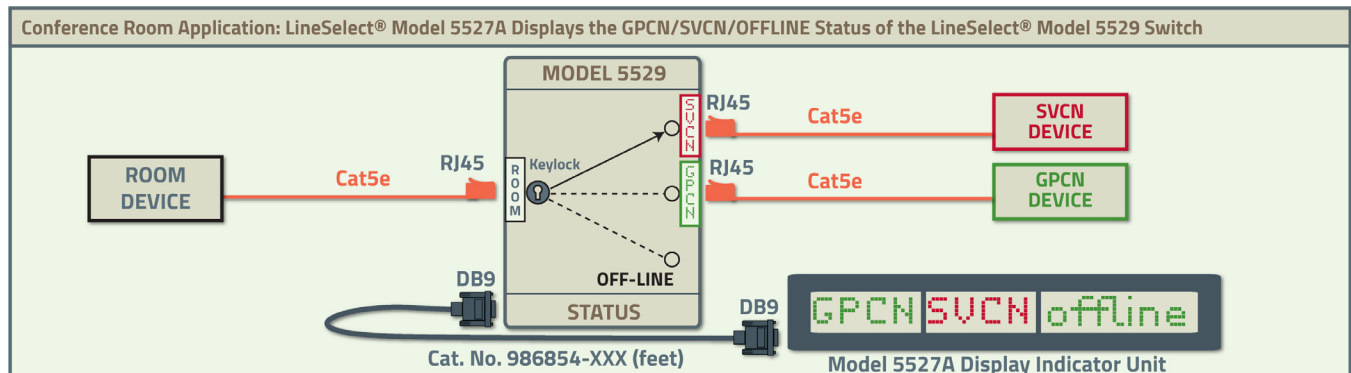 Conference Room Application: LineSelect® Model 5527A Displays the GPCN/SVCN/OFFLINE Status of the LineSelect® Model 5529 Switch
MODEL 5529
SVCN
RJ45
Cat5e
SVCN
DEVICE
ROOM
DEVICE
Cat5e
RJ45
ROOM
Keylock
GPCN
RJ45
Cat5e
GPCN
DEVICE
OFF-LINE
STATUS
DB9
DB9
GPCN SVCN offline
Cat. No. 986854-XXX (feet)
Model 5527A Display Indicator Unit